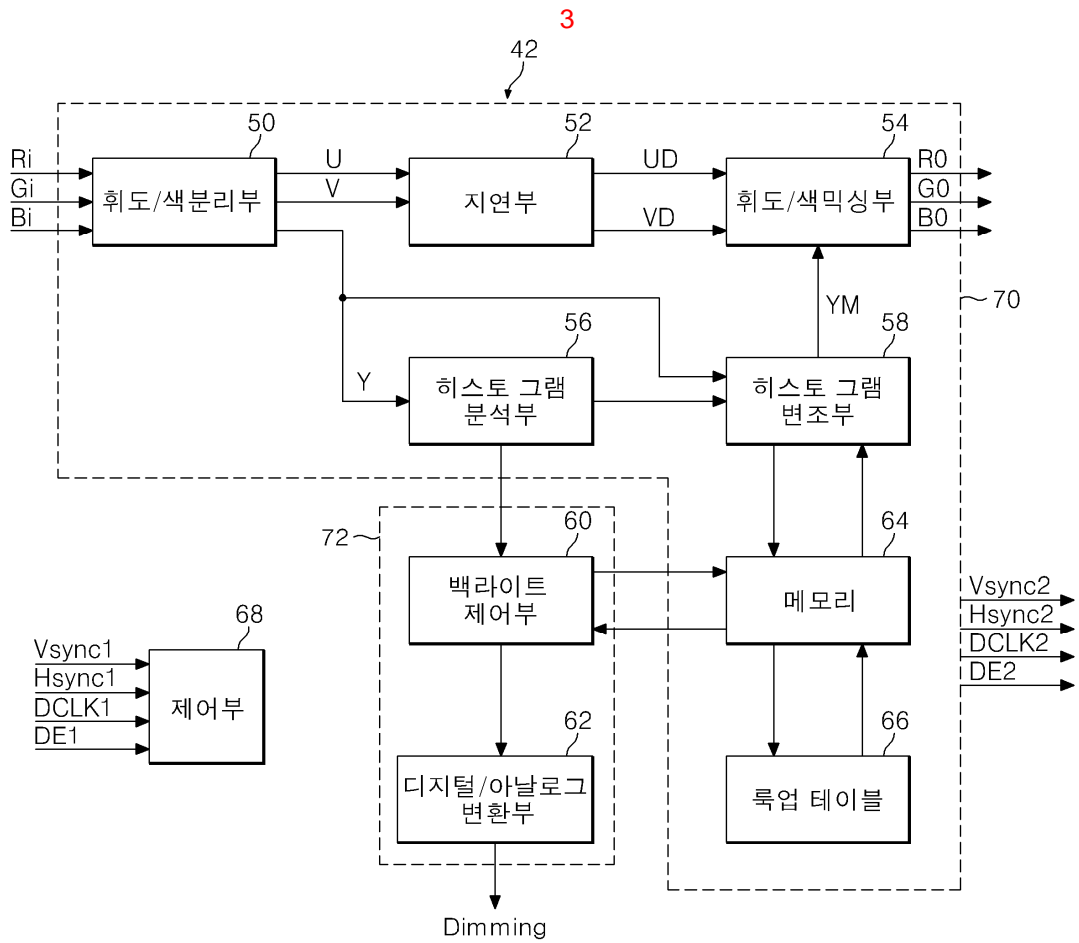 3
42
50
52
54
Ri
Gi
Bi
휘도/색분리부
U
V
지연부
UD
VD
휘도/색믹싱부
R0
G0
B0
70
YM
56
58
Y
히스토 그램
분석부
히스토 그램
변조부
72
60
64
백라이트
제어부
메모리
Vsync2
Hsync2
DCLK2
DE2
68
Vsync1
Hsync1
DCLK1
DE1
제어부
62
66
디지털/아날로그
변환부
룩업 테이블
Dimming